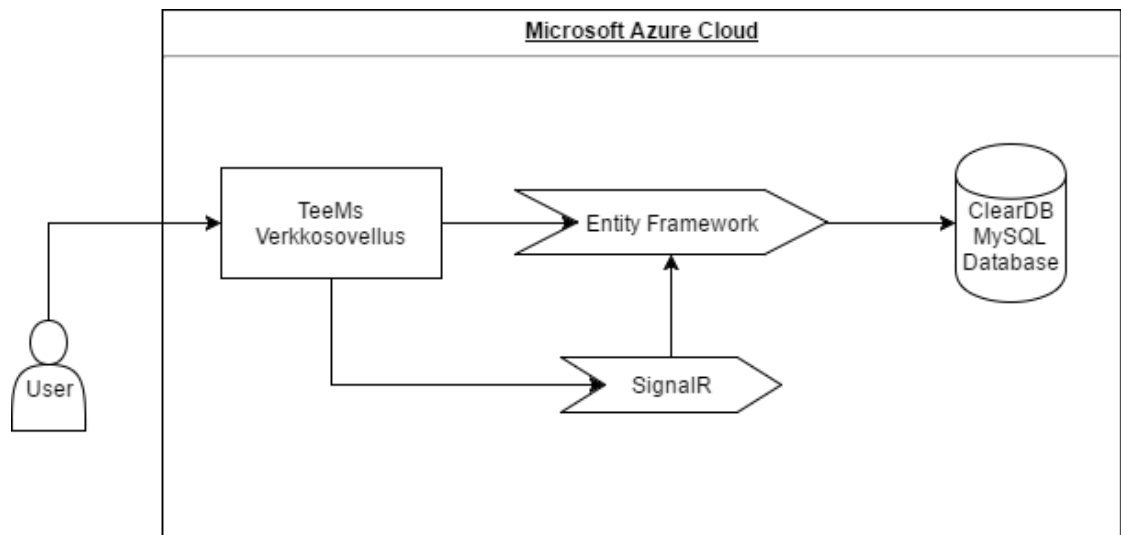 Microsoft Azure Cloud
TeeMs
Verkkosovellus
Entity Framework
ClearDB
MySQL
Database
SignalR
User